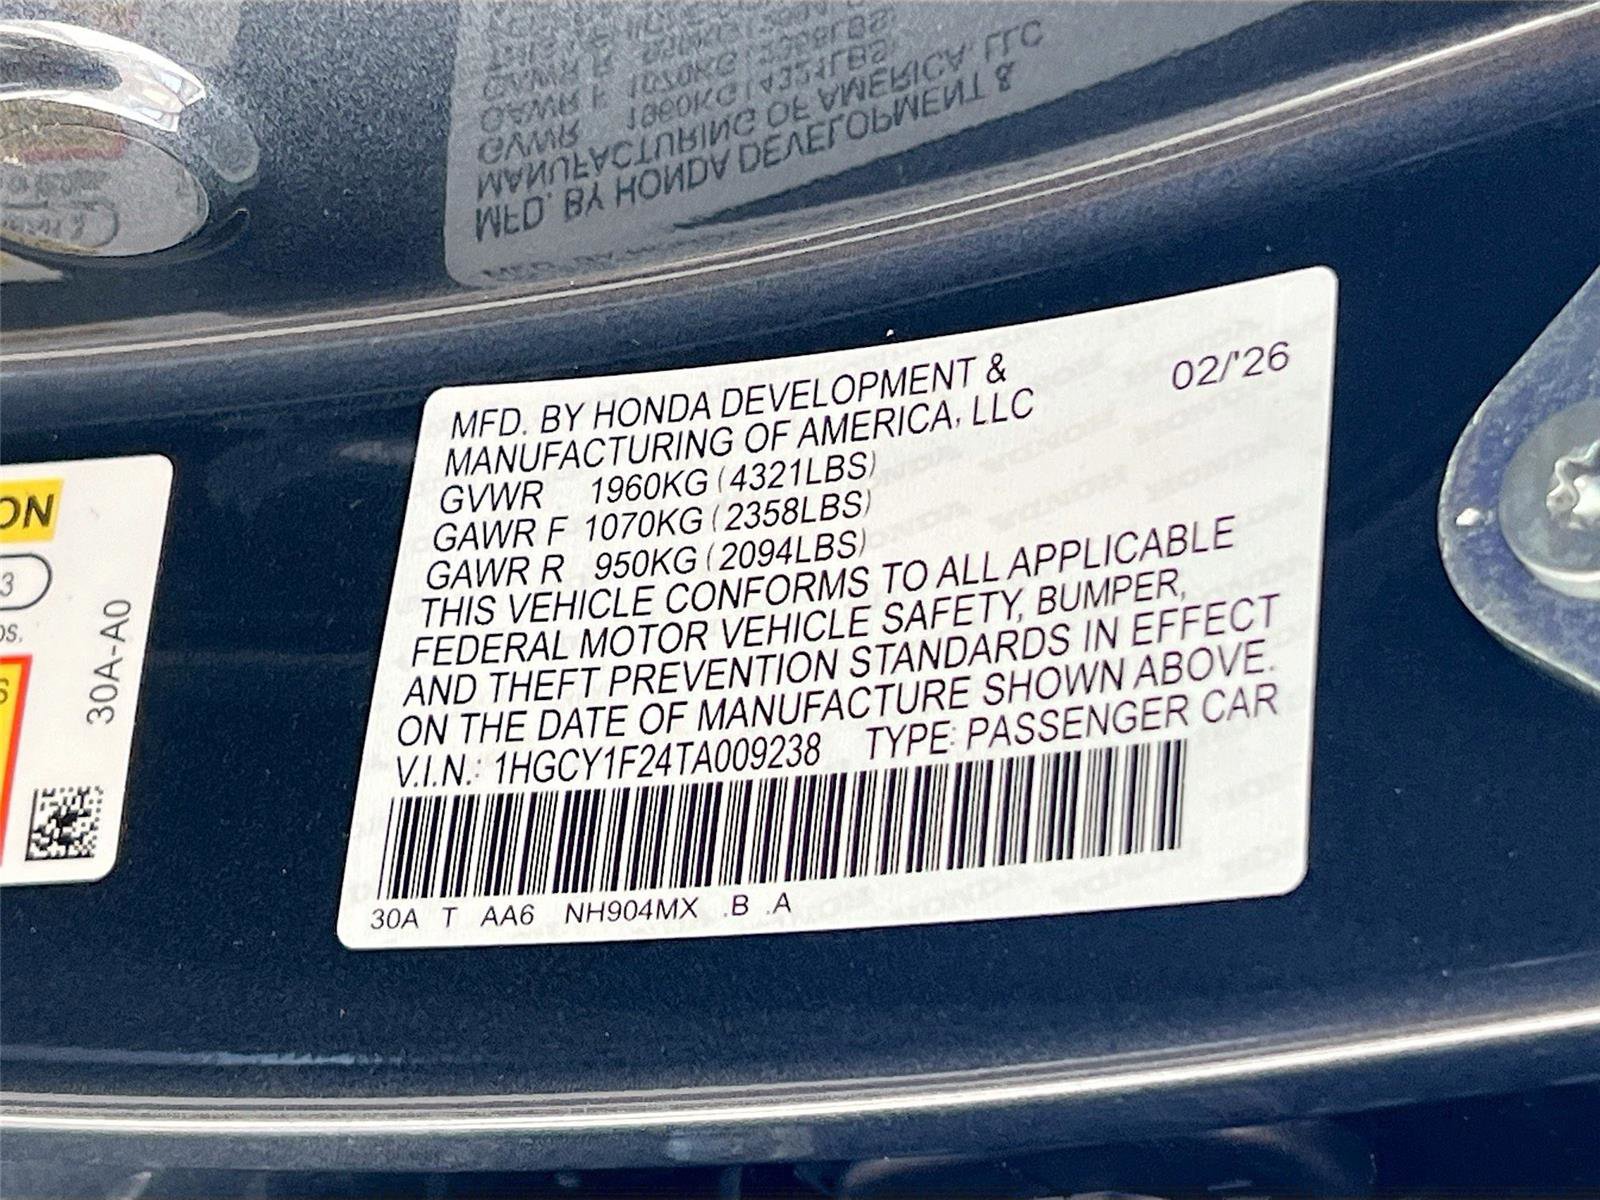 MFD. BY HONDA DEVELOPMENT &
MANUFACTURING OF AMERICA, LLC
02/'26
GVWR 1960KG (4321LBS)
GAWR F 1070KG (2358LBS)
GAWR R 950KG (2094LBS)
THIS VEHICLE CONFORMS TO ALL APPLICABLE
FEDERAL MOTOR VEHICLE SAFETY, BUMPER,
AND THEFT PREVENTION STANDARDS IN EFFECT
ON THE DATE OF MANUFACTURE SHOWN ABOVE.
V.I.N.: 1HGCY1F24TA009238 TYPE: PASSENGER CAR
30A T AA6 NH904MX .B .A
30A-A0